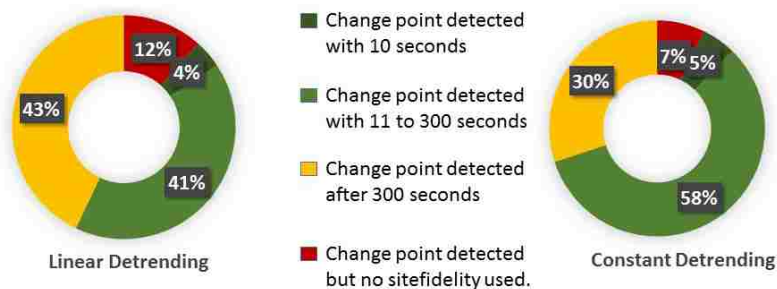 12%
4%
43%
41%
Linear Detrending
Change point detected
with 10 seconds
Change point detected
with 11 to 300 seconds
Change point detected
after 300 seconds
Change point detected
but no sitefidelity used.
7%
5%
30%
58%
Constant Detrending